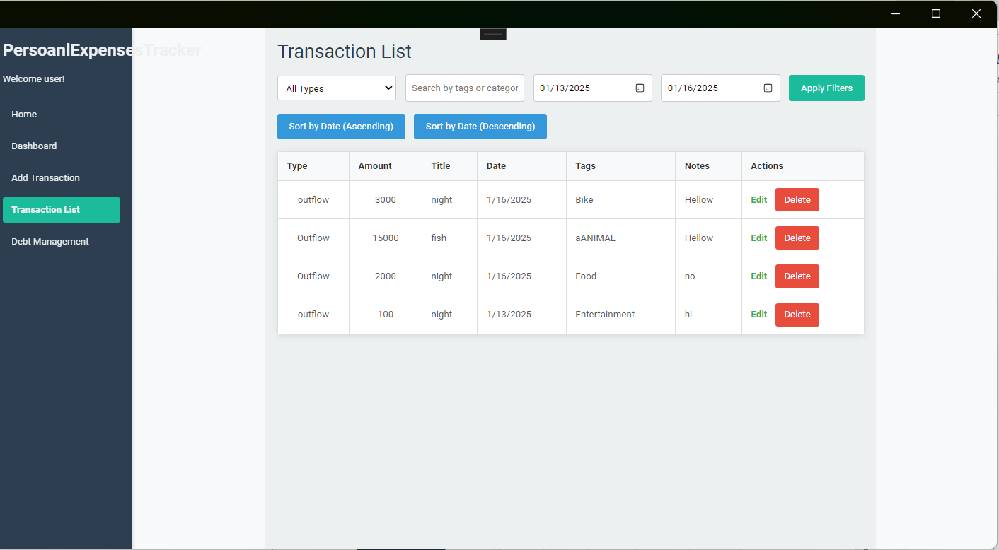 PersoanlExpensesTracker
Welcome user!
Home
Dashboard
Add Transaction
Transaction List
Debt Management
Transaction List
All Types Search by tags or categor 01/13/2025 01/16/2025 Apply Filters
Sort by Date (Ascending) Sort by Date (Descending)
Type Amount Title Date Tags Notes Actions
outflow 3000 night 1/16/2025 Bike Hellow Edit Delete
Outflow 15000 fish 1/16/2025 aANIMAL Hellow Edit Delete
Outflow 2000 night 1/16/2025 Food no Edit Delete
outflow 100 night 1/13/2025 Entertainment hi Edit Delete